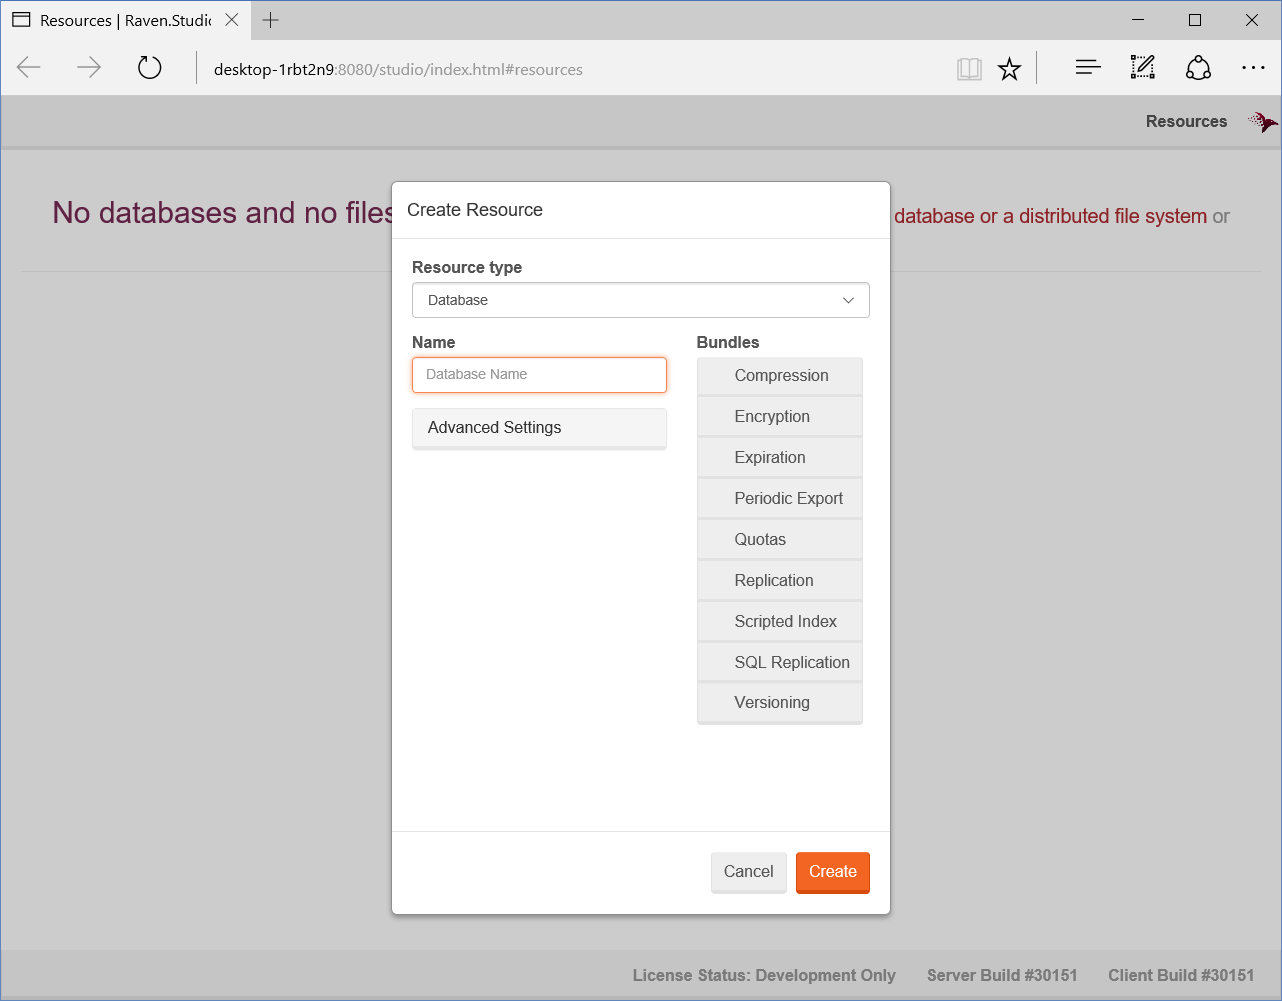 Resources | Raven.Studi
desktop-1rbt2n9:8080/studio/index.html#resources
Resources
No databases and no files
database or a distributed file system or
Create Resource
Resource type
Database
Name
Database Name
Advanced Settings
Bundles
Compression
Encryption
Expiration
Periodic Export
Quotas
Replication
Scripted Index
SQL Replication
Versioning
Cancel
Create
License Status: Development Only
Server Build #30151
Client Build #30151